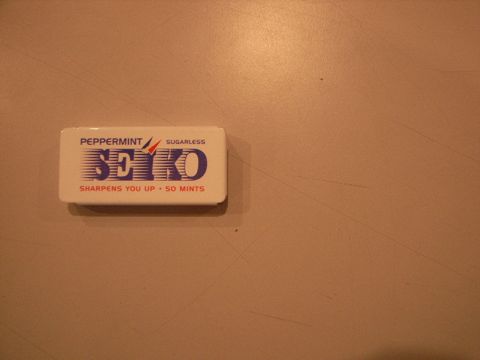 PEPPERMINT SUGARLESS
SEIKO
SHARPENS YOU UP • 50 MINTS